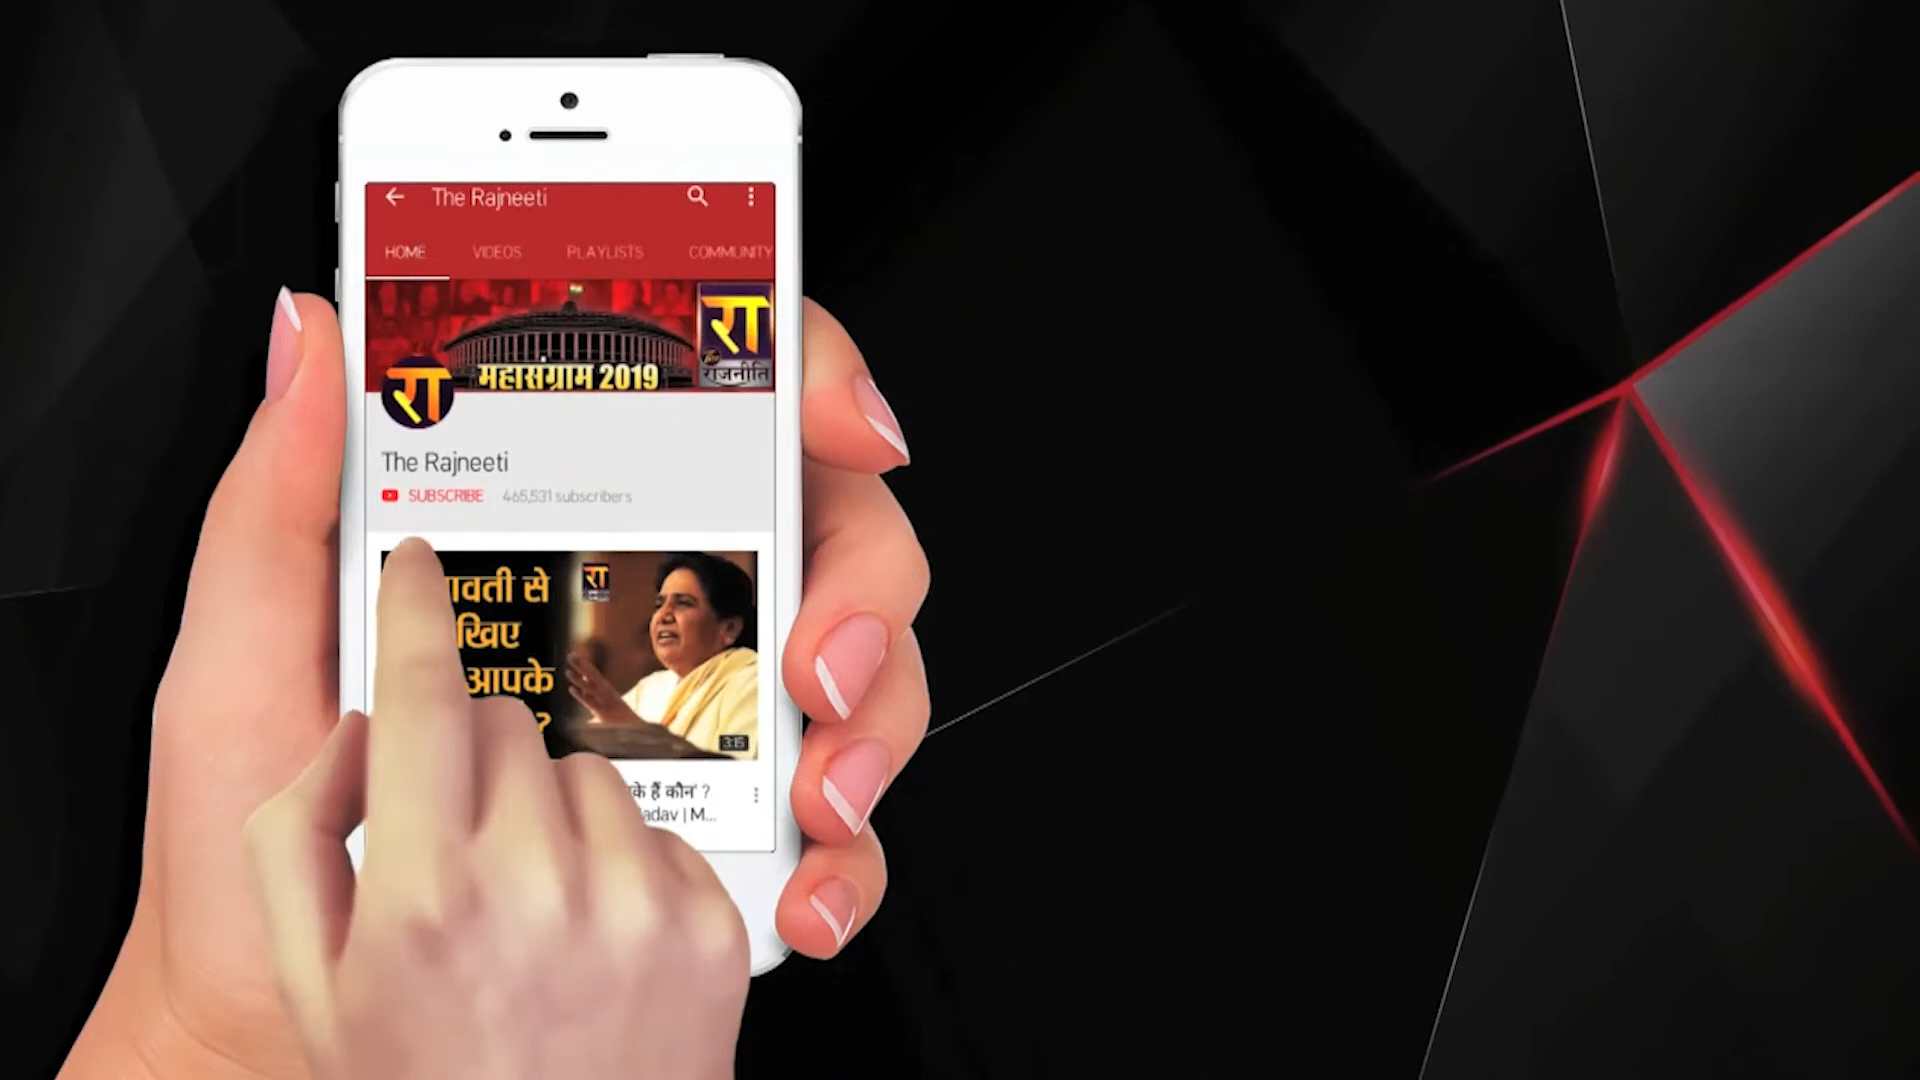 The Rajneeti
HOME VIDEOS PLAYLISTS COMMUNITY
रा
राजनीति
महासंग्राम 2019
रा
The Rajneeti
SUBSCRIBE 465,531 subscribers
रा
ावती से
खिए
आपके
?
3:15
के हैं कौन' ?
adav | M...